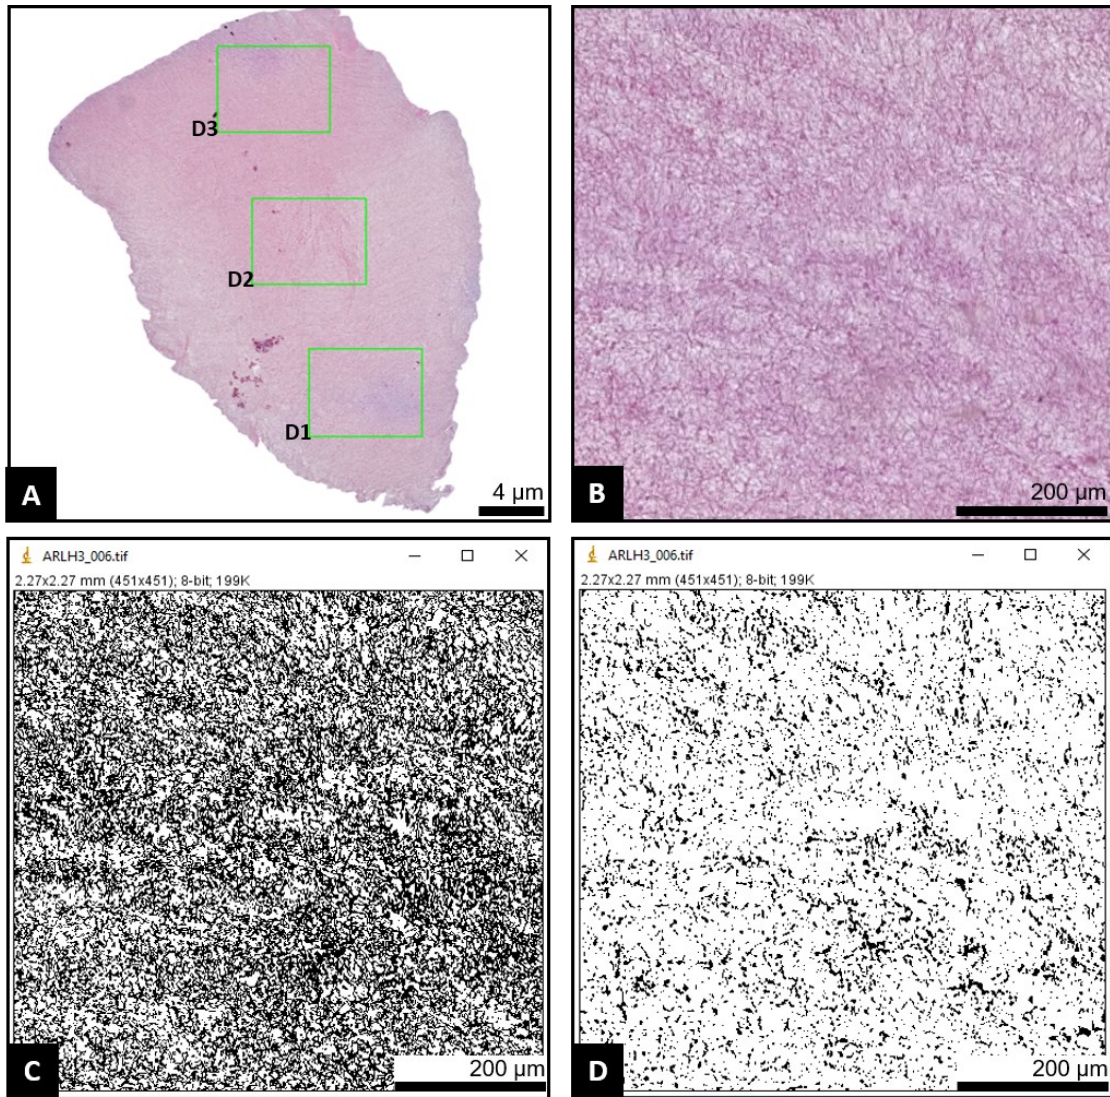 D3
D2
D1
A
4 µm
B
200 µm
ARLH3_006.tif
2.27x2.27 mm (451x451); 8-bit; 199K
C
200 µm
ARLH3_006.tif
2.27x2.27 mm (451x451); 8-bit; 199K
D
200 µm